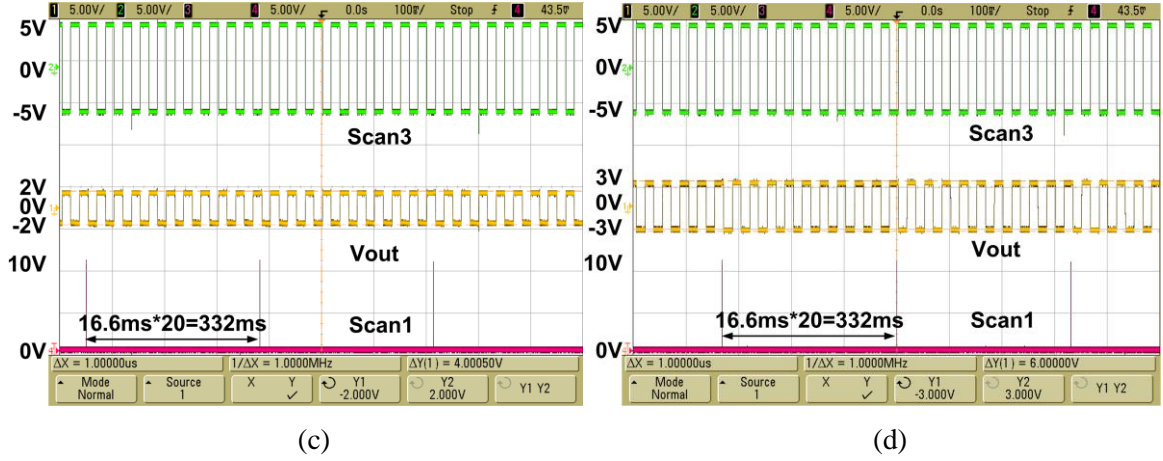 1 5.00V/ 2 5.00V/ 3 4 5.00V/ 0.0s 100ms/ Stop 4 43.5m
5V
0V
-5V
Scan3
2V
0V
-2V
Vout
10V
16.6ms*20=332ms
Scan1
0V
ΔX = 1.00000us 1/ΔX = 1.0000MHz ΔY(1) = 4.00050V
Mode Normal Source 1 X Y ✓ Y1 -2.000V Y2 2.000V Y1 Y2
(c)
1 5.00V/ 2 5.00V/ 3 4 5.00V/ 0.0s 100ms/ Stop 4 43.5m
5V
0V
-5V
Scan3
3V
0V
-3V
Vout
10V
16.6ms*20=332ms
Scan1
0V
ΔX = 1.00000us 1/ΔX = 1.0000MHz ΔY(1) = 6.00000V
Mode Normal Source 1 X Y ✓ Y1 -3.000V Y2 3.000V Y1 Y2
(d)